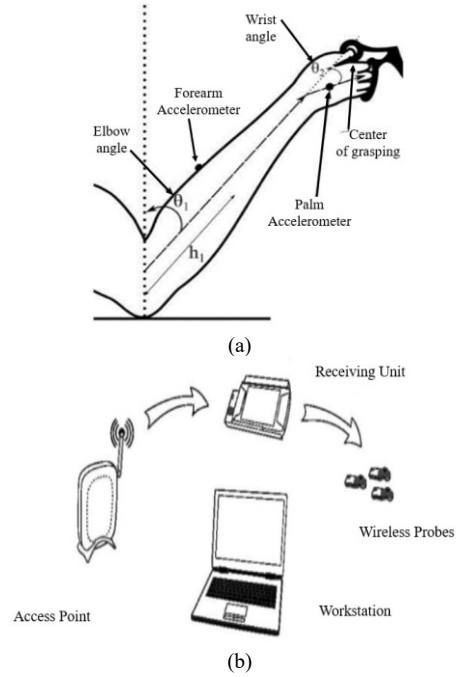 Wrist
angle
θ2
Forearm
Accelerometer
Elbow
angle
Center
of grasping
θ1
Palm
Accelerometer
h1
(a)
Receiving Unit
Wireless Probes
Access Point
Workstation
(b)